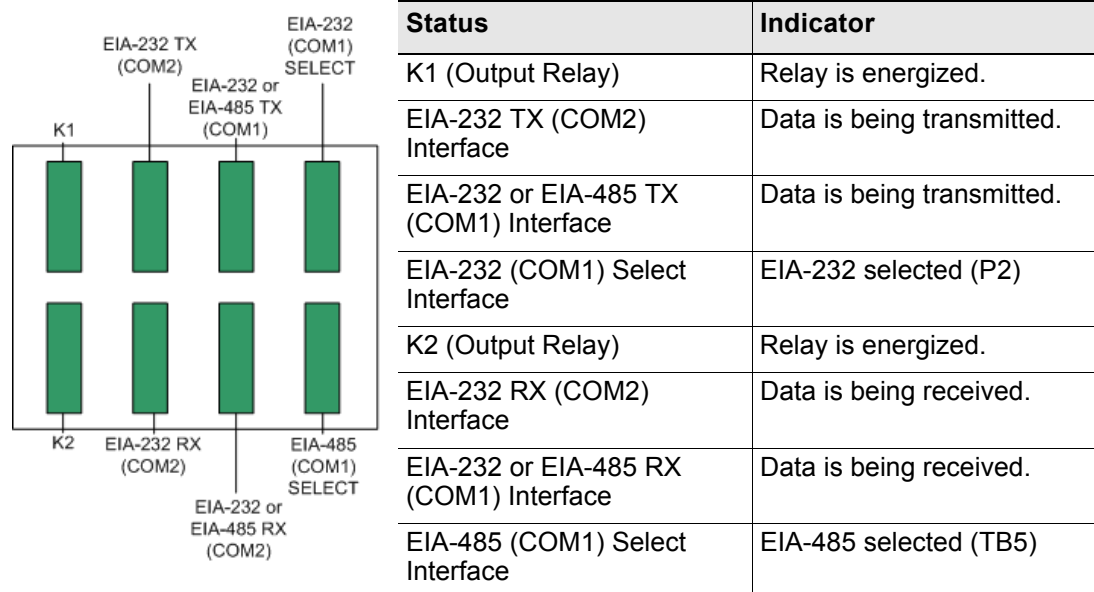 EIA-232 TX
(COM2)
EIA-232 or
EIA-485 TX
(COM1)
EIA-232
(COM1)
SELECT
K1
K2
EIA-232 RX
(COM2)
EIA-232 or
EIA-485 RX
(COM2)
EIA-485
(COM1)
SELECT
Status Indicator
K1 (Output Relay) Relay is energized.
EIA-232 TX (COM2) Data is being transmitted.
Interface
EIA-232 or EIA-485 TX Data is being transmitted.
(COM1) Interface
EIA-232 (COM1) Select EIA-232 selected (P2)
Interface
K2 (Output Relay) Relay is energized.
EIA-232 RX (COM2) Data is being received.
Interface
EIA-232 or EIA-485 RX Data is being received.
(COM1) Interface
EIA-485 (COM1) Select EIA-485 selected (TB5)
Interface